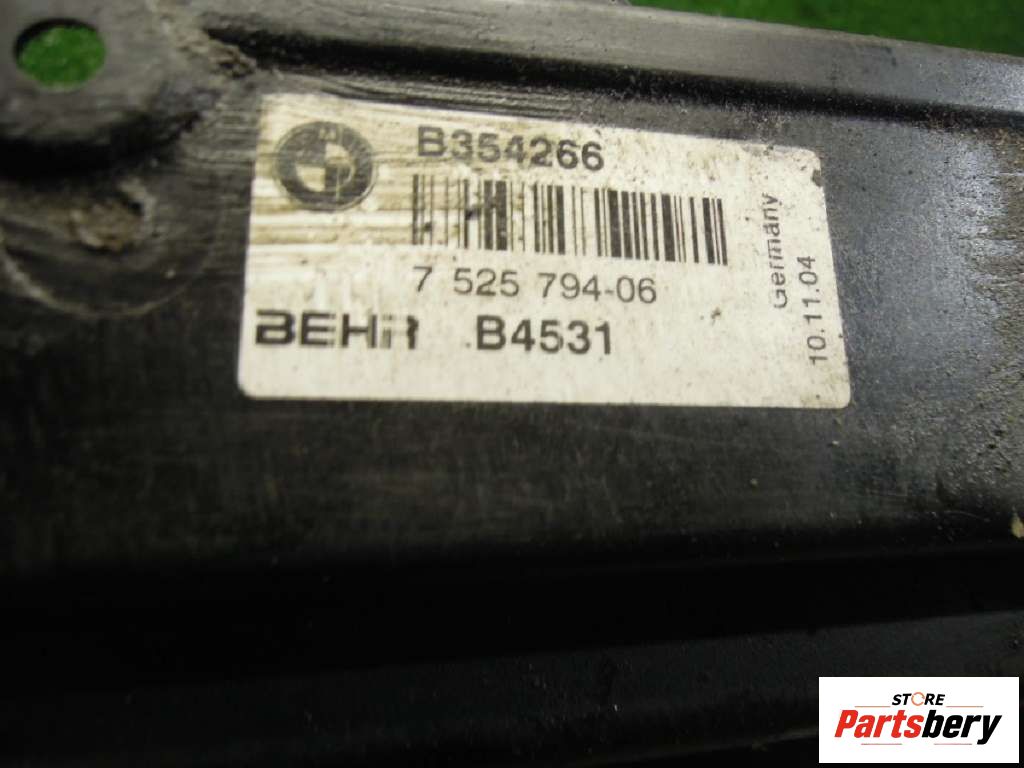 B354266
7 525 794-06
BEHR B4531
Germany
10.11.04
STORE
Partsbery